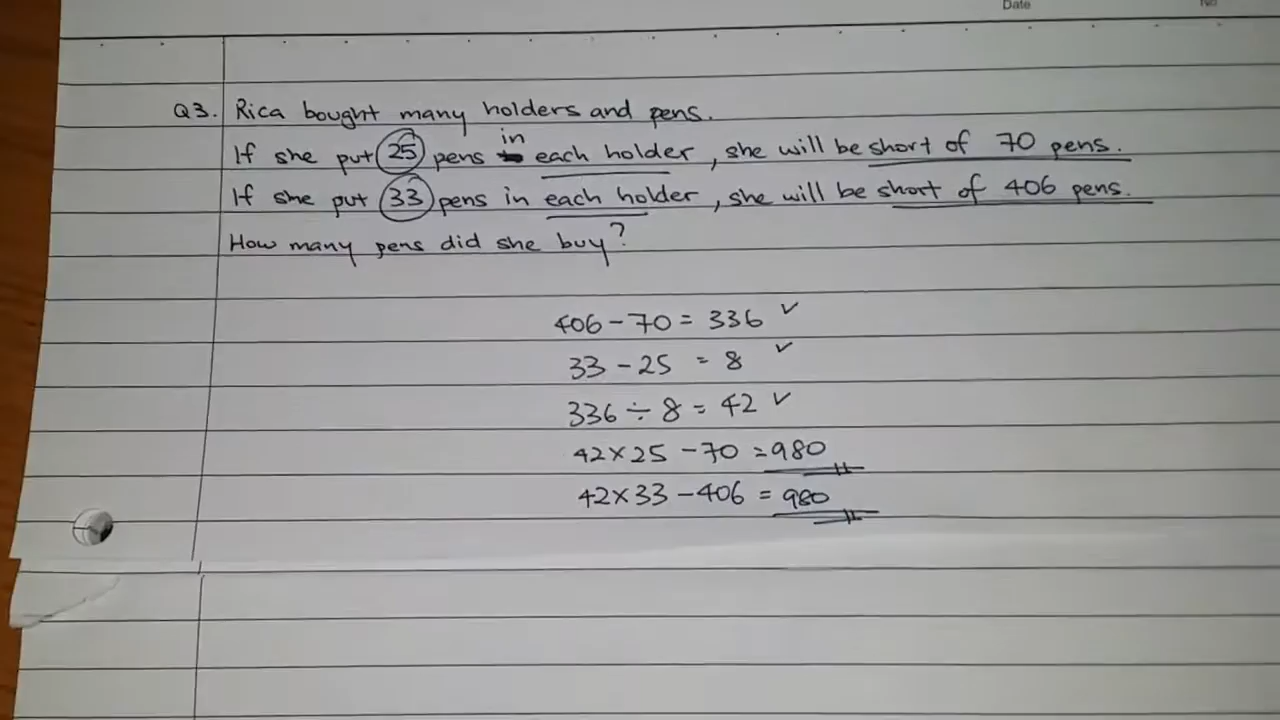 Date
No
Q3. Rica bought many holders and pens.
If she put 25 pens in each holder, she will be short of 70 pens.
If she put 33 pens in each holder, she will be short of 406 pens.
How many pens did she buy?
406 - 70 = 336 ✓
33 - 25 = 8 ✓
336 ÷ 8 = 42 ✓
42 × 25 - 70 = 980
42 × 33 - 406 = 980